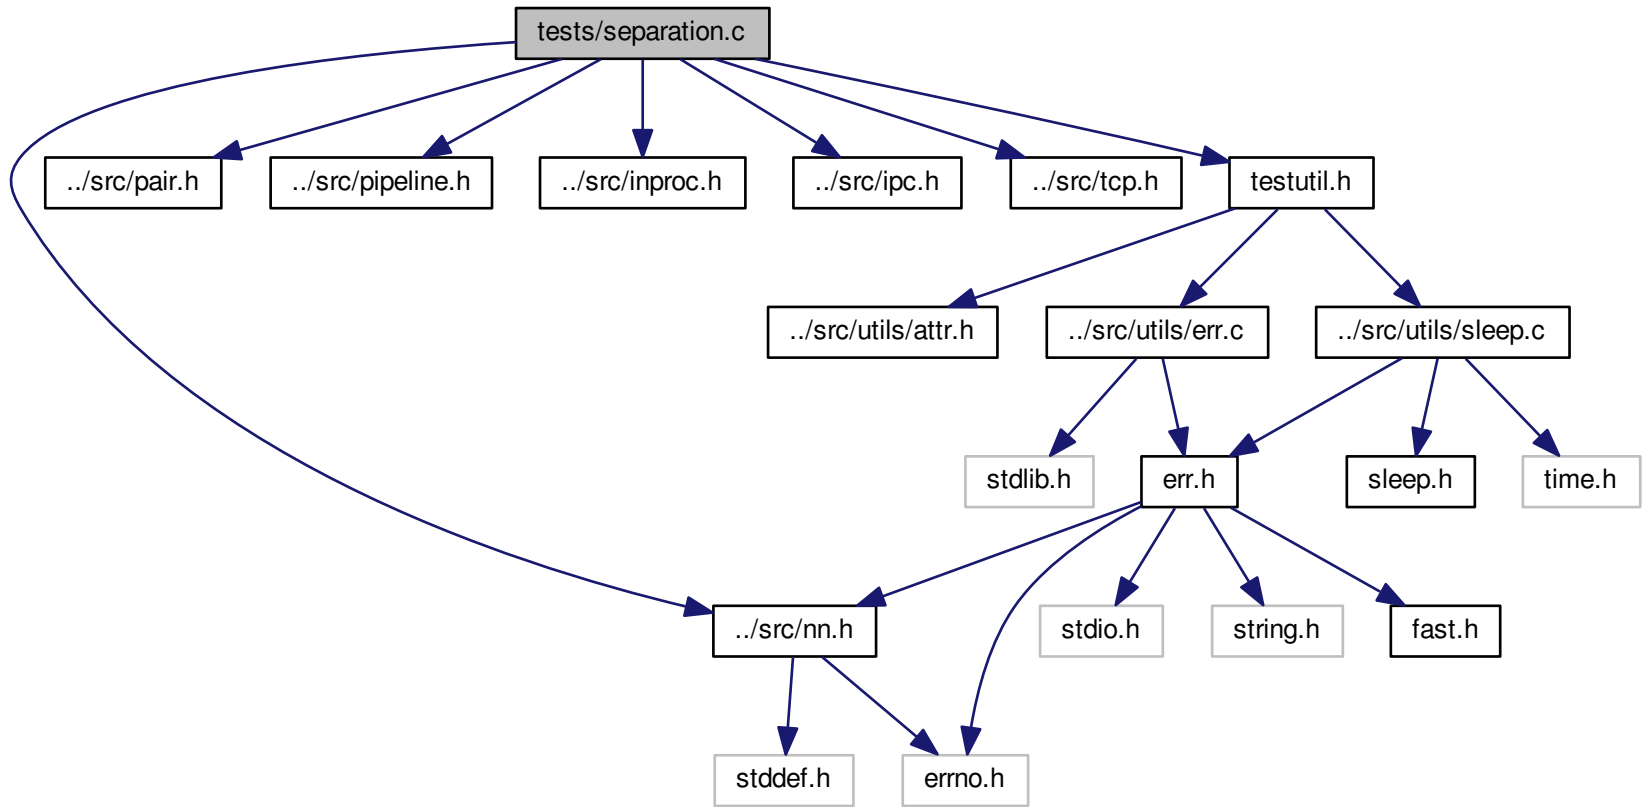 tests/separation.c
../src/pair.h
../src/pipeline.h
../src/inproc.h
../src/ipc.h
../src/tcp.h
testutil.h
../src/utils/attr.h
../src/utils/err.c
../src/utils/sleep.c
stdlib.h
err.h
sleep.h
time.h
../src/nn.h
stdio.h
string.h
fast.h
stddef.h
errno.h